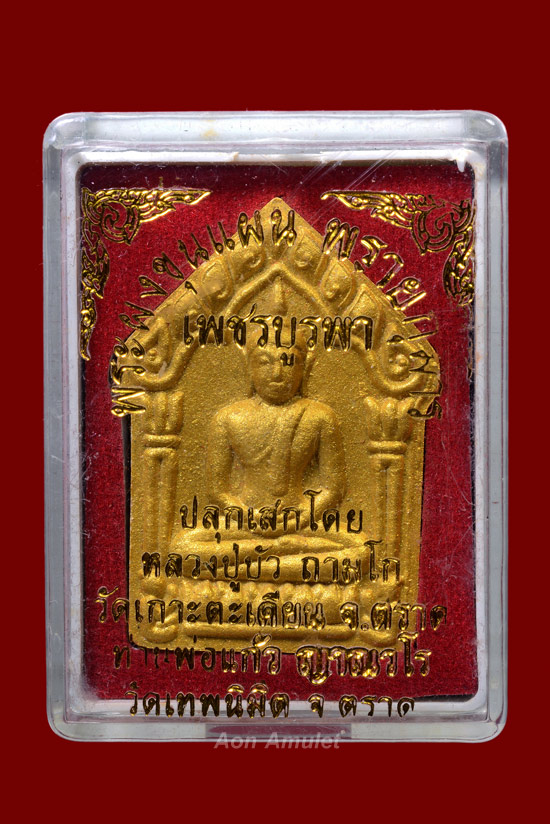 พระผงขุนแผน พรายกุมาร
เพชรบูรพา
ปลุกเสกโดย
หลวงปู่บัว ถามโก
วัดเกาะตะเคียน จ.ตราด
ท่านพ่อแก้ว ญาณวโร
วัดเทพนิมิต จ.ตราด
Aon Amulet